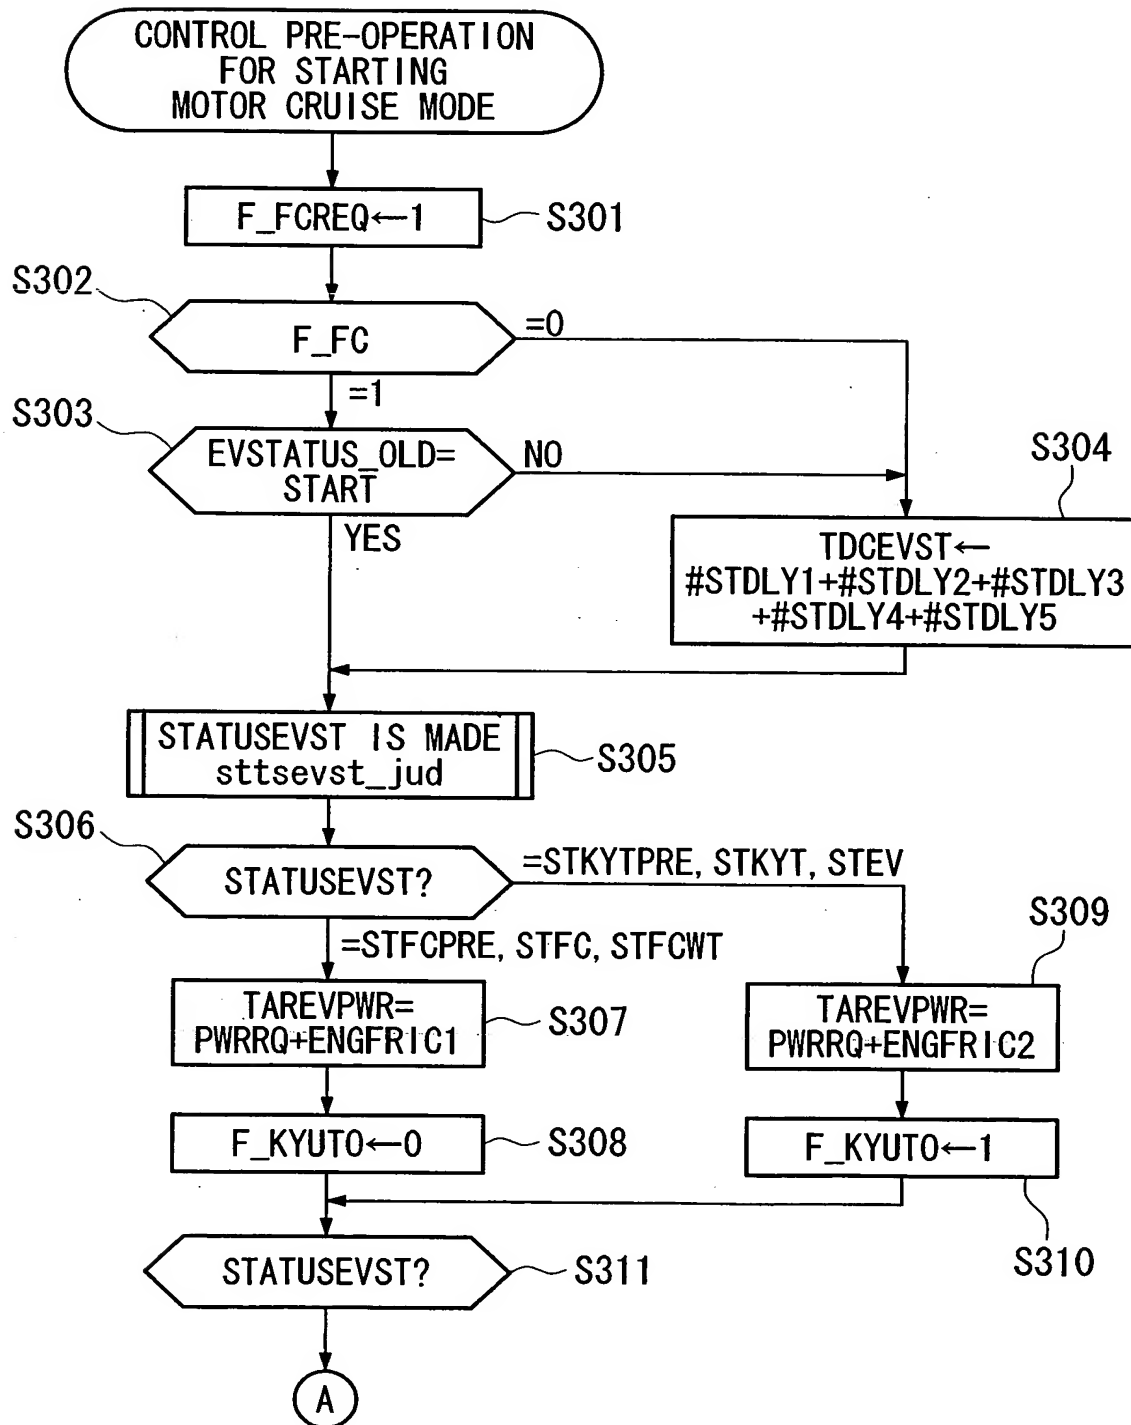 CONTROL PRE-OPERATION
FOR STARTING
MOTOR CRUISE MODE
F_FCREQ←1
S301
S302
F_FC
=0
=1
S303
EVSTATUS_OLD=
START
NO
YES
S304
TDCEVST←
#STDLY1+#STDLY2+#STDLY3
+#STDLY4+#STDLY5
STATUSEVST IS MADE
sttsevst_jud
S305
S306
STATUSEVST?
=STKYTPRE, STKYT, STEV
=STFCPRE, STFC, STFCWT
TAREVPWR=
PWRRQ+ENGFRIC1
S307
S309
TAREVPWR=
PWRRQ+ENGFRIC2
F_KYUTO←0
S308
F_KYUTO←1
S310
STATUSEVST?
S311
A